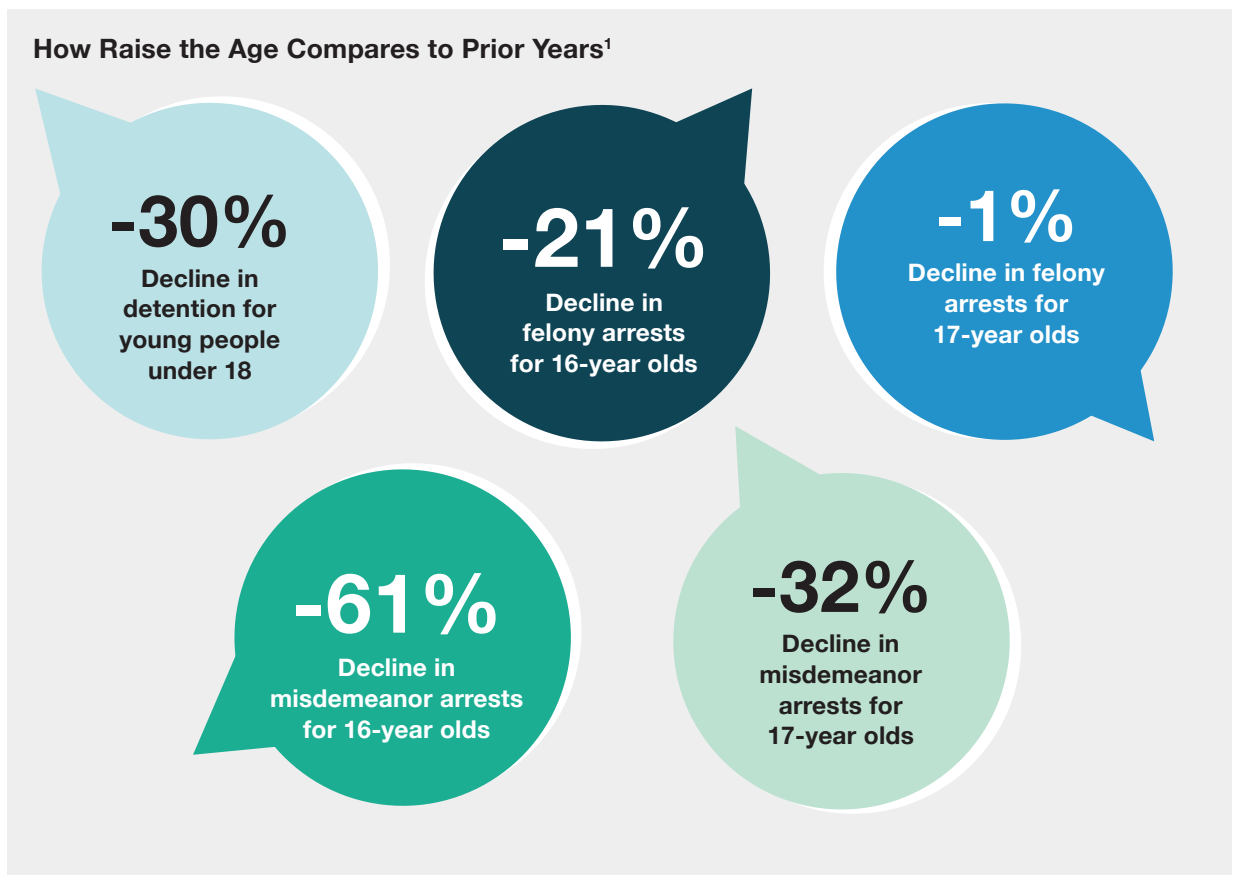 How Raise the Age Compares to Prior Years¹
-30%
Decline in
detention for
young people
under 18
-21%
Decline in
felony arrests
for 16-year olds
-1%
Decline in felony
arrests for
17-year olds
-61%
Decline in
misdemeanor arrests
for 16-year olds
-32%
Decline in
misdemeanor
arrests for
17-year olds